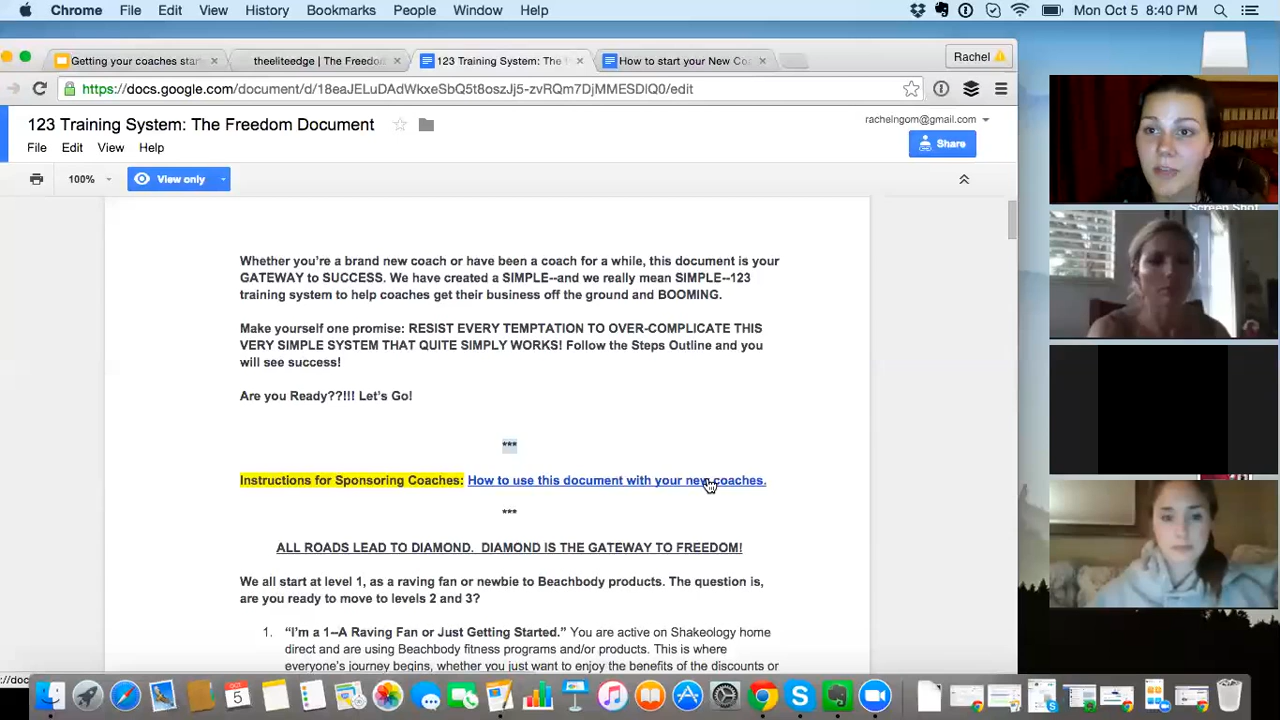 Chrome File Edit View History Bookmarks People Window Help Mon Oct 5 8:40 PM
Getting your coaches star
theeliteedge | The Freedo
123 Training System: The
How to start your New Co
Rachel
https://docs.google.com/document/d/18eaJELuDAdWkxeSbQ5t8oszJj5-zvRQm7DjMMESDlQ0/edit
123 Training System: The Freedom Document
racheingom@gmail.com
File Edit View Help
Share
100% View only
Whether you're a brand new coach or have been a coach for a while, this document is your
GATEWAY to SUCCESS. We have created a SIMPLE--and we really mean SIMPLE--123
training system to help coaches get their business off the ground and BOOMING.
Make yourself one promise: RESIST EVERY TEMPTATION TO OVER-COMPLICATE THIS
VERY SIMPLE SYSTEM THAT QUITE SIMPLY WORKS! Follow the Steps Outline and you
will see success!
Are you Ready??!!! Let's Go!
***
Instructions for Sponsoring Coaches: How to use this document with your new coaches.
***
ALL ROADS LEAD TO DIAMOND. DIAMOND IS THE GATEWAY TO FREEDOM!
We all start at level 1, as a raving fan or newbie to Beachbody products. The question is,
are you ready to move to levels 2 and 3?
1. “I'm a 1--A Raving Fan or Just Getting Started.” You are active on Shakeology home
direct and are using Beachbody fitness programs and/or products. This is where
everyone's journey begins, whether you just want to enjoy the benefits of the discounts or
Screen Shot